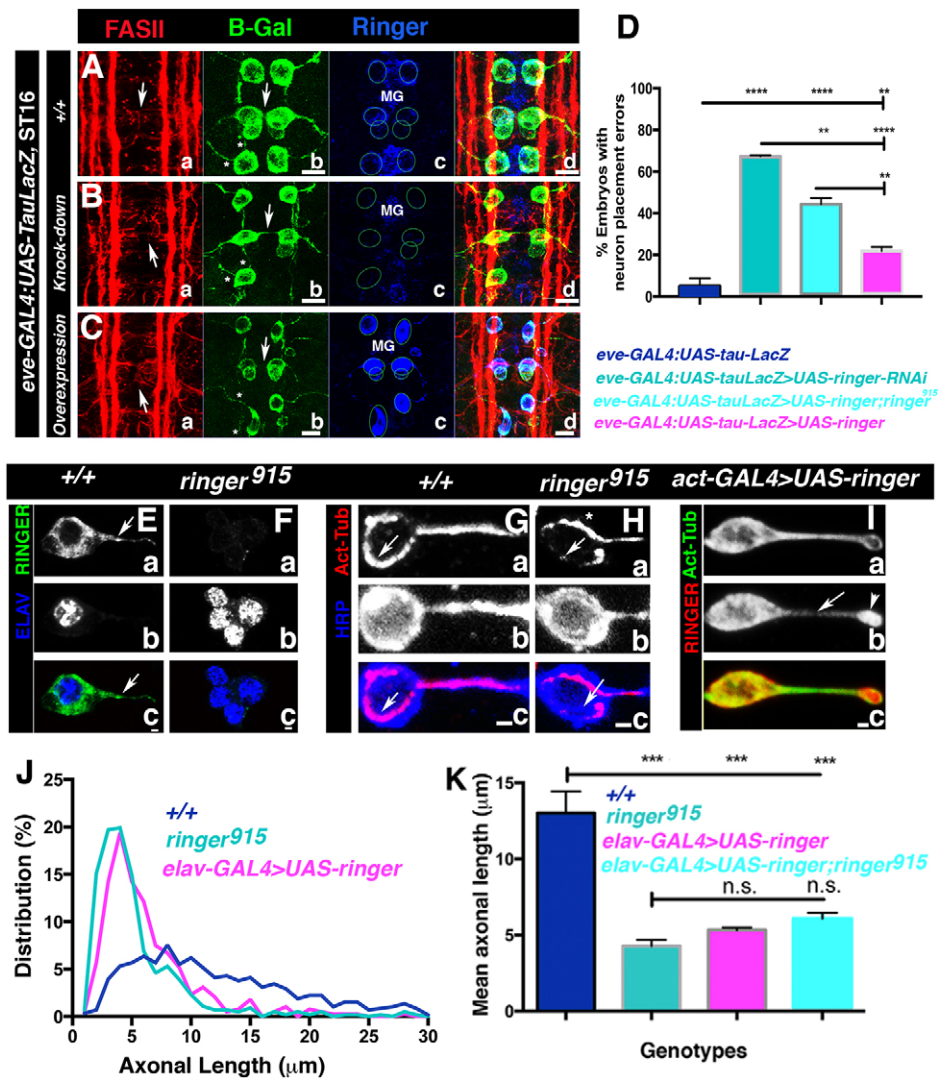 FASII B-Gal Ringer
eve-GAL4:UAS-TauLacZ, ST16
+/+
Knock-down
Overexpression
A
a
b
MG
c
d
B
a
b
MG
c
d
C
a
b
MG
c
d
D
% Embryos with
neuron placement errors
100
80
60
40
20
0
**** **** **
** ****
**
eve-GAL4:UAS-tau-LacZ
eve-GAL4:UAS-tauLacZ>UAS-ringer-RNAi
eve-GAL4:UAS-tauLacZ>UAS-ringer;ringer915
eve-GAL4:UAS-tau-LacZ>UAS-ringer
+/+ ringer915 +/+ ringer915 act-GAL4>UAS-ringer
RINGER
ELAV
E
a
b
c
F
a
b
c
Act-Tub
HRP
G
a
b
c
H
*
a
b
c
Act-Tub
RINGER
I
a
b
c
J
Distribution (%)
25
20
15
10
5
0
0 5 10 15 20 25 30
Axonal Length (μm)
+/+
ringer915
elav-GAL4>UAS-ringer
K
Mean axonal length (μm)
15
10
5
0
*** *** ***
+/+
ringer915
elav-GAL4>UAS-ringer
elav-GAL4>UAS-ringer;ringer915
n.s. n.s.
Genotypes